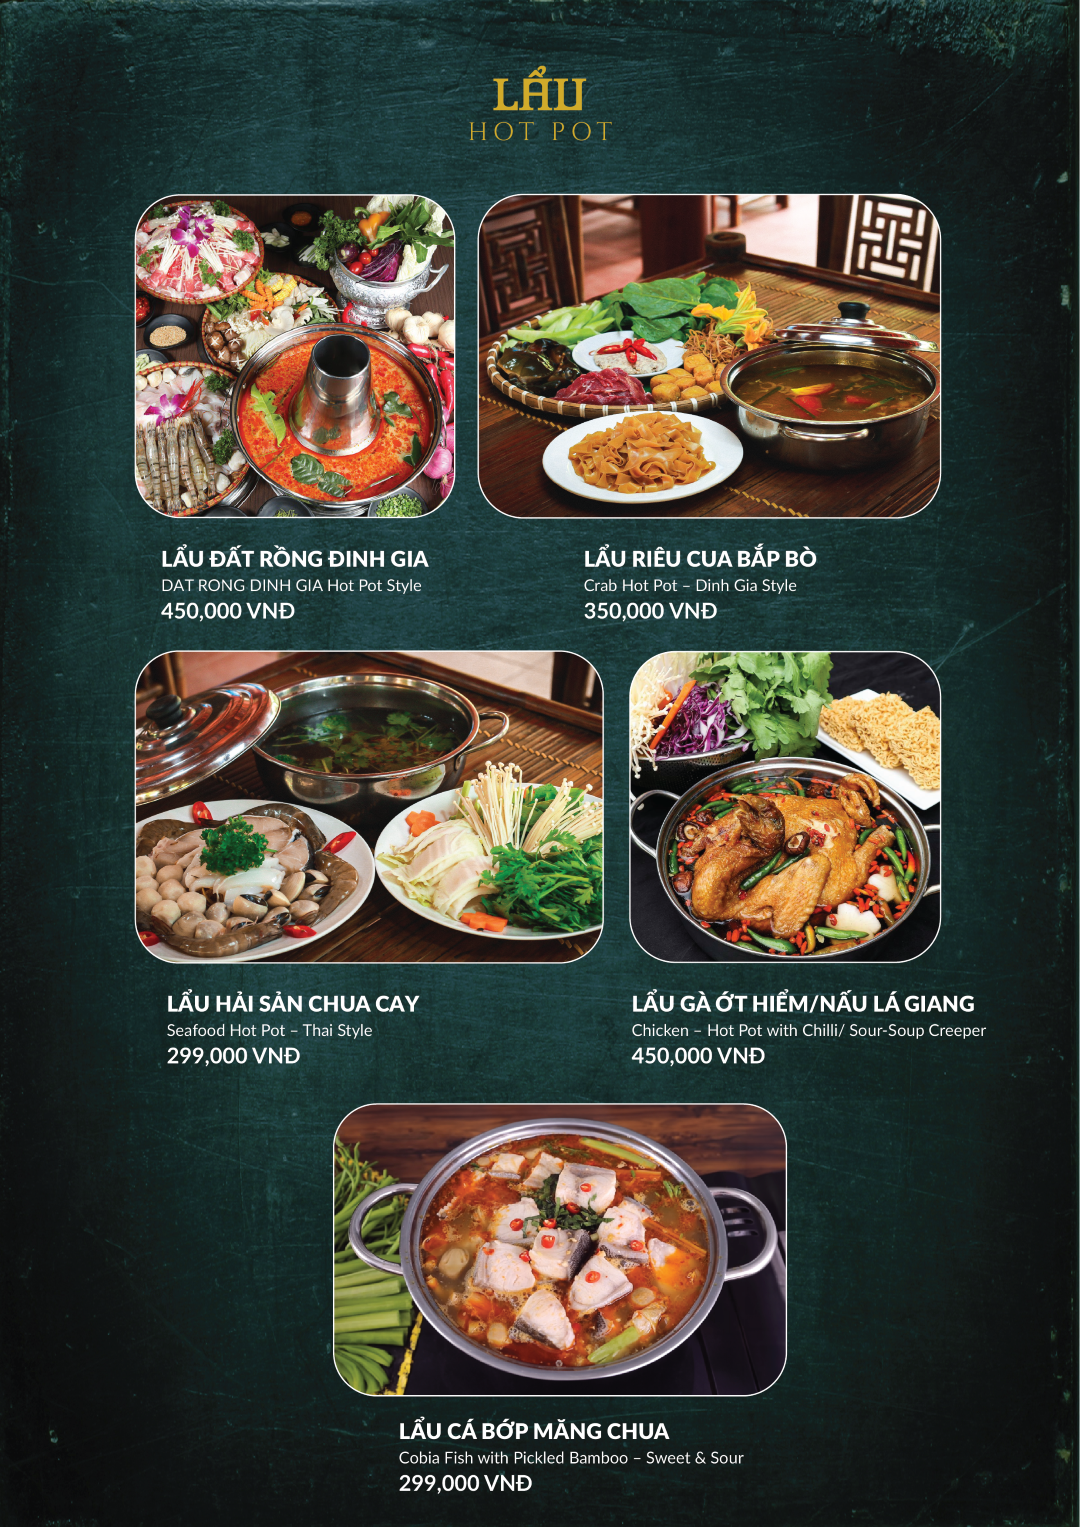 LẨU
HOT POT
LẨU ĐẤT RỒNG ĐINH GIA
DAT RONG DINH GIA Hot Pot Style
450,000 VNĐ
LẨU RIÊU CUA BẮP BÒ
Crab Hot Pot – Dinh Gia Style
350,000 VNĐ
LẨU HẢI SẢN CHUA CAY
Seafood Hot Pot – Thai Style
299,000 VNĐ
LẨU GÀ ỚT HIỂM/NẤU LÁ GIANG
Chicken – Hot Pot with Chilli/ Sour-Soup Creeper
450,000 VNĐ
LẨU CÁ BỚP MĂNG CHUA
Cobia Fish with Pickled Bamboo – Sweet & Sour
299,000 VNĐ